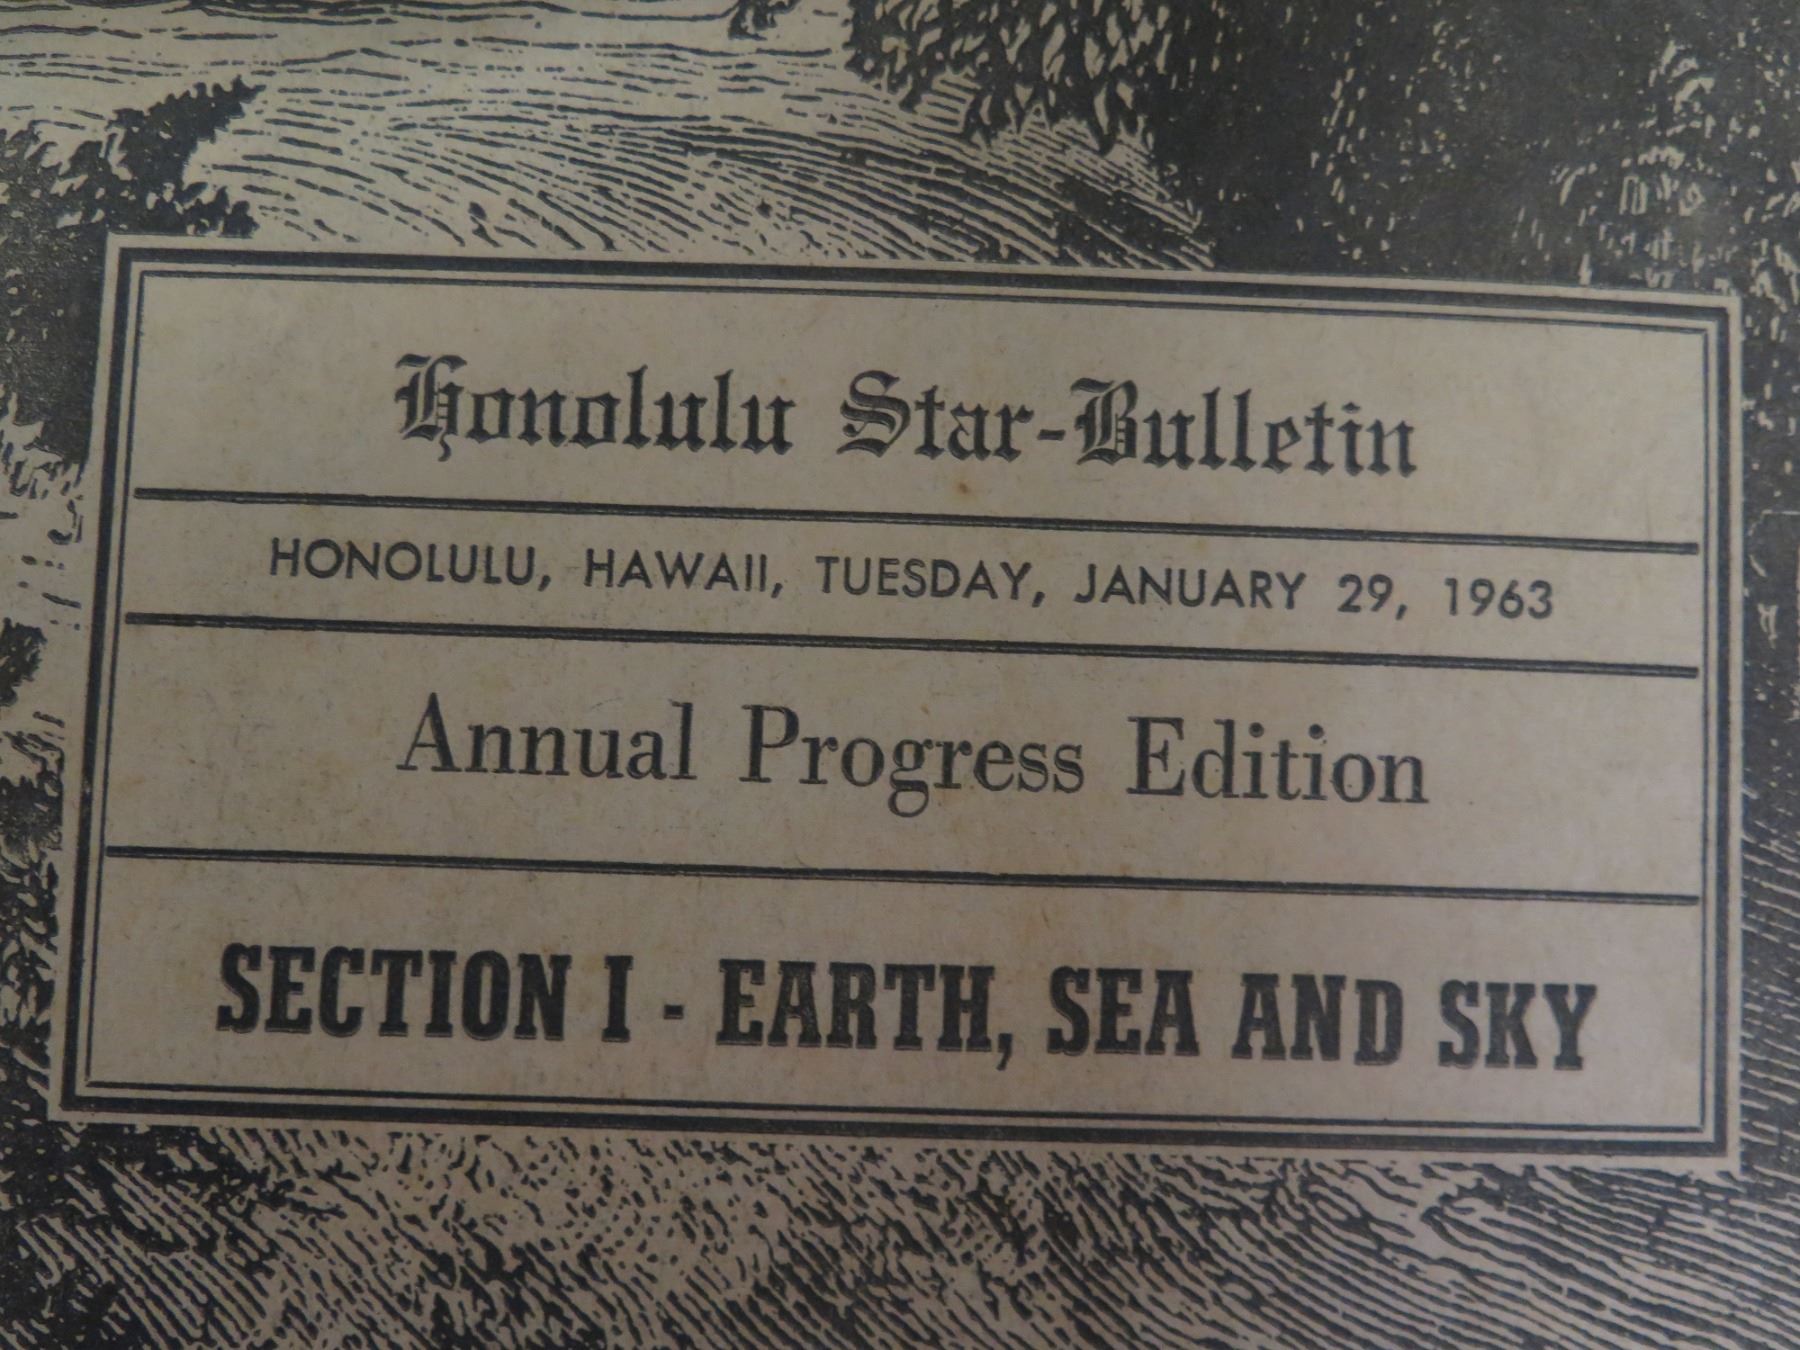 Honolulu Star-Bulletin
HONOLULU, HAWAII, TUESDAY, JANUARY 29, 1963
Annual Progress Edition
SECTION I - EARTH, SEA AND SKY